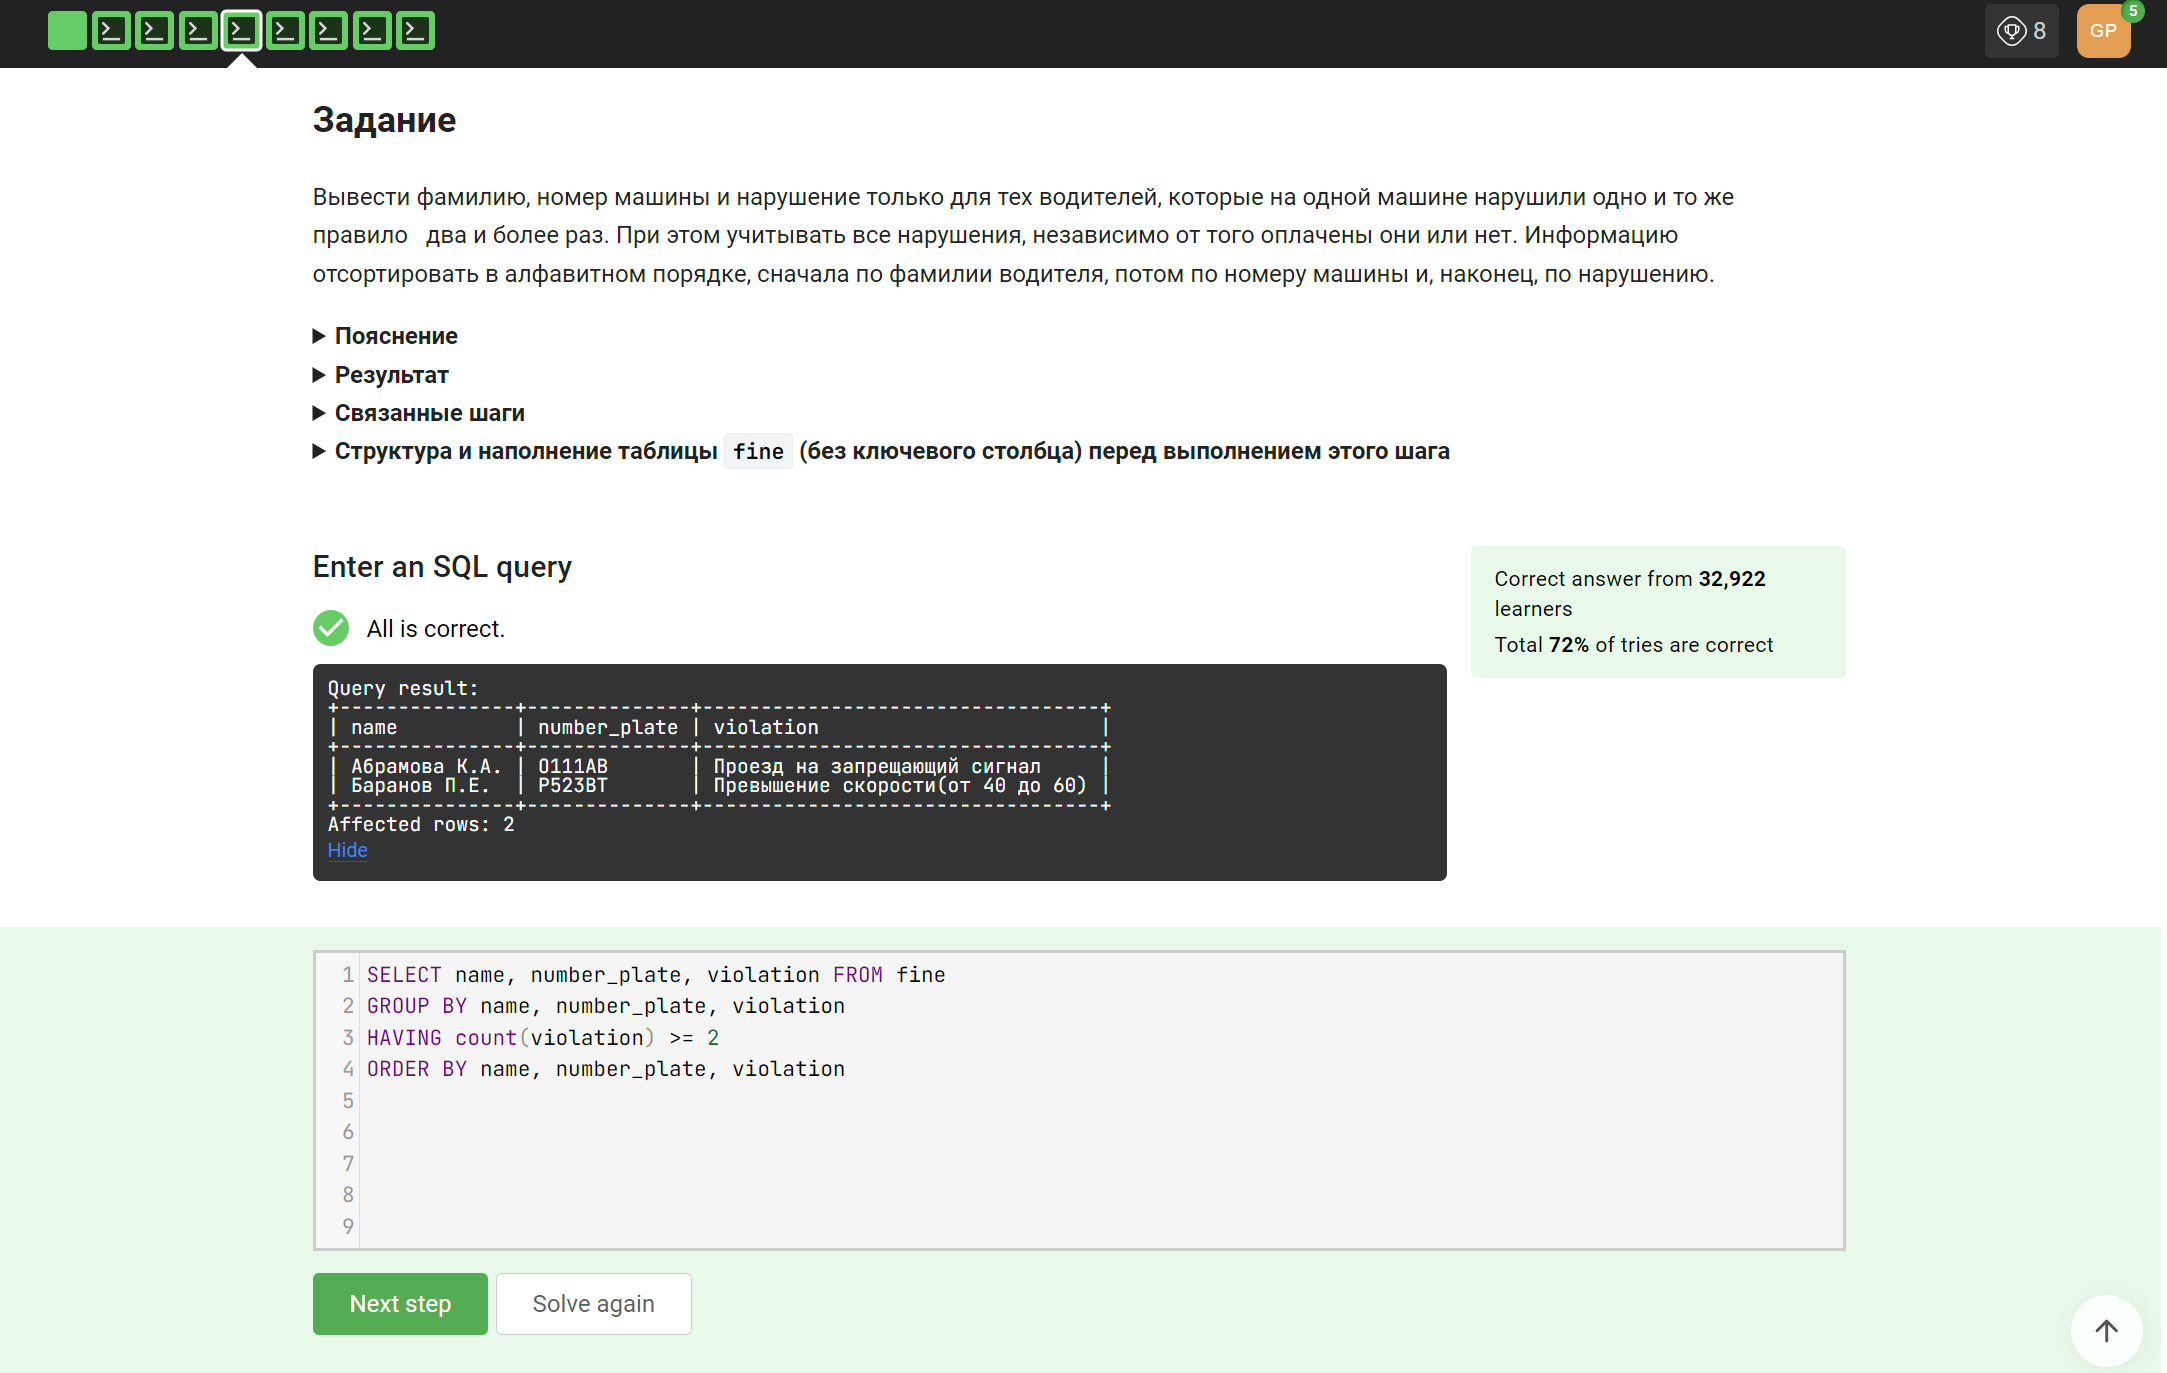 8
GP
5
Задание
Вывести фамилию, номер машины и нарушение только для тех водителей, которые на одной машине нарушили одно и то же
правило   два и более раз. При этом учитывать все нарушения, независимо от того оплачены они или нет. Информацию
отсортировать в алфавитном порядке, сначала по фамилии водителя, потом по номеру машины и, наконец, по нарушению.
Пояснение
Результат
Связанные шаги
Структура и наполнение таблицы fine (без ключевого столбца) перед выполнением этого шага
Enter an SQL query
All is correct.
Correct answer from 32,922
learners
Total 72% of tries are correct
Query result:
+---------------+--------------+----------------------------------+
| name          | number_plate | violation                        |
+---------------+--------------+----------------------------------+
| Абрамова К.А. | О111АВ       | Проезд на запрещающий сигнал     |
| Баранов П.Е.  | Р523ВТ       | Превышение скорости(от 40 до 60) |
+---------------+--------------+----------------------------------+
Affected rows: 2
Hide
1 SELECT name, number_plate, violation FROM fine
2 GROUP BY name, number_plate, violation
3 HAVING count(violation) >= 2
4 ORDER BY name, number_plate, violation
5
6
7
8
9
Next step
Solve again